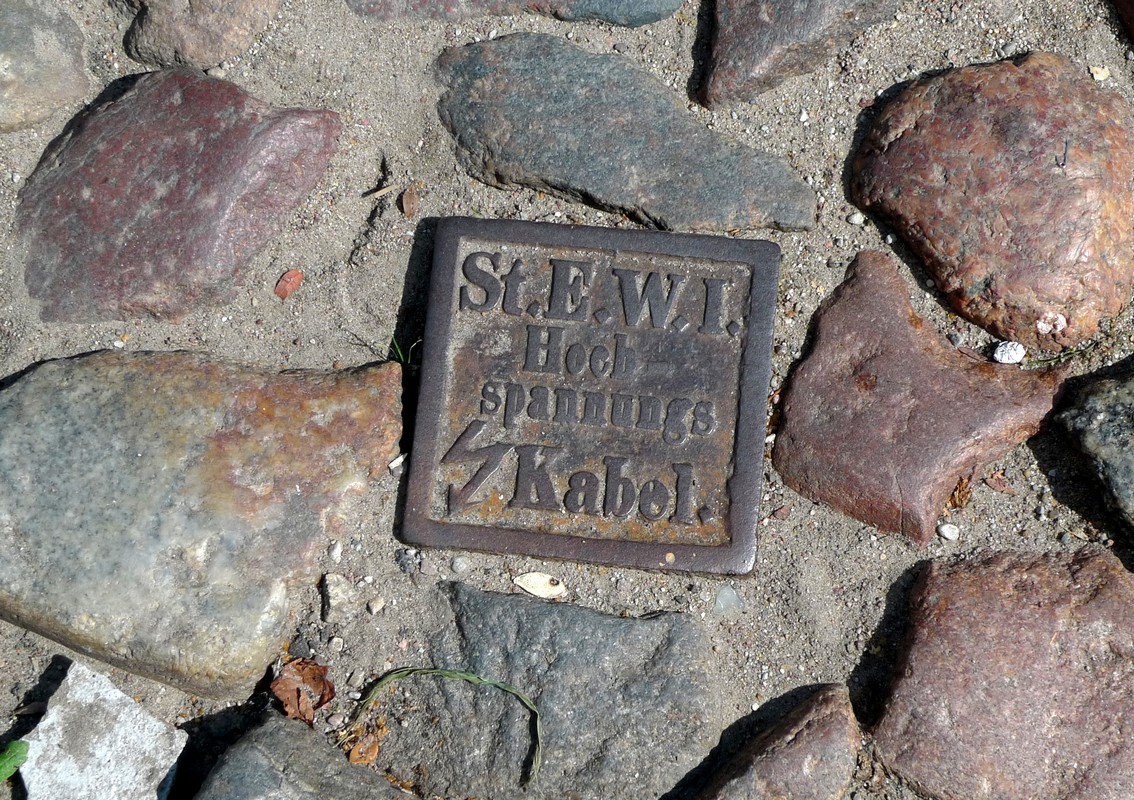 St.E.W.I.
Hoch-
spannungs
Kabel.